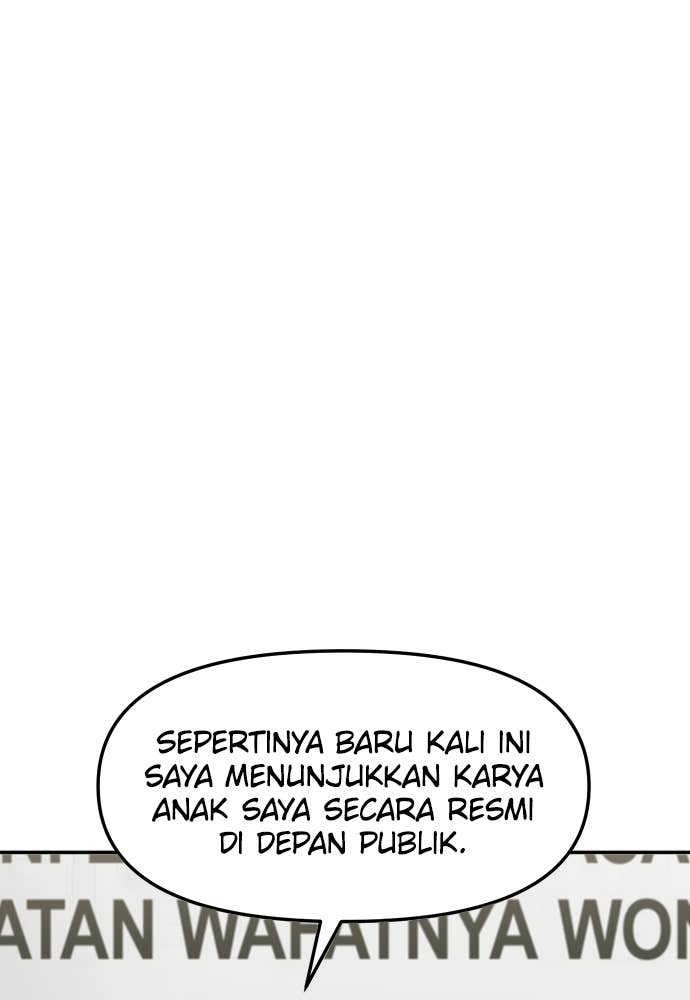 SEPERTINYA BARU KALI INI
SAYA MENUNJUKKAN KARYA
ANAK SAYA SECARA RESMI
DI DEPAN PUBLIK.
ATAN WAFATNYA WON